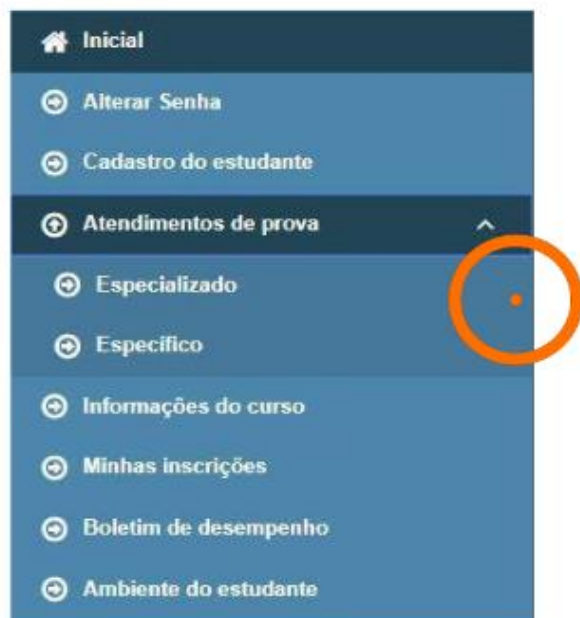 Inicial
Alterar Senha
Cadastro do estudante
Atendimentos de prova
Especializado
Específico
Informações do curso
Minhas inscrições
Boletim de desempenho
Ambiente do estudante